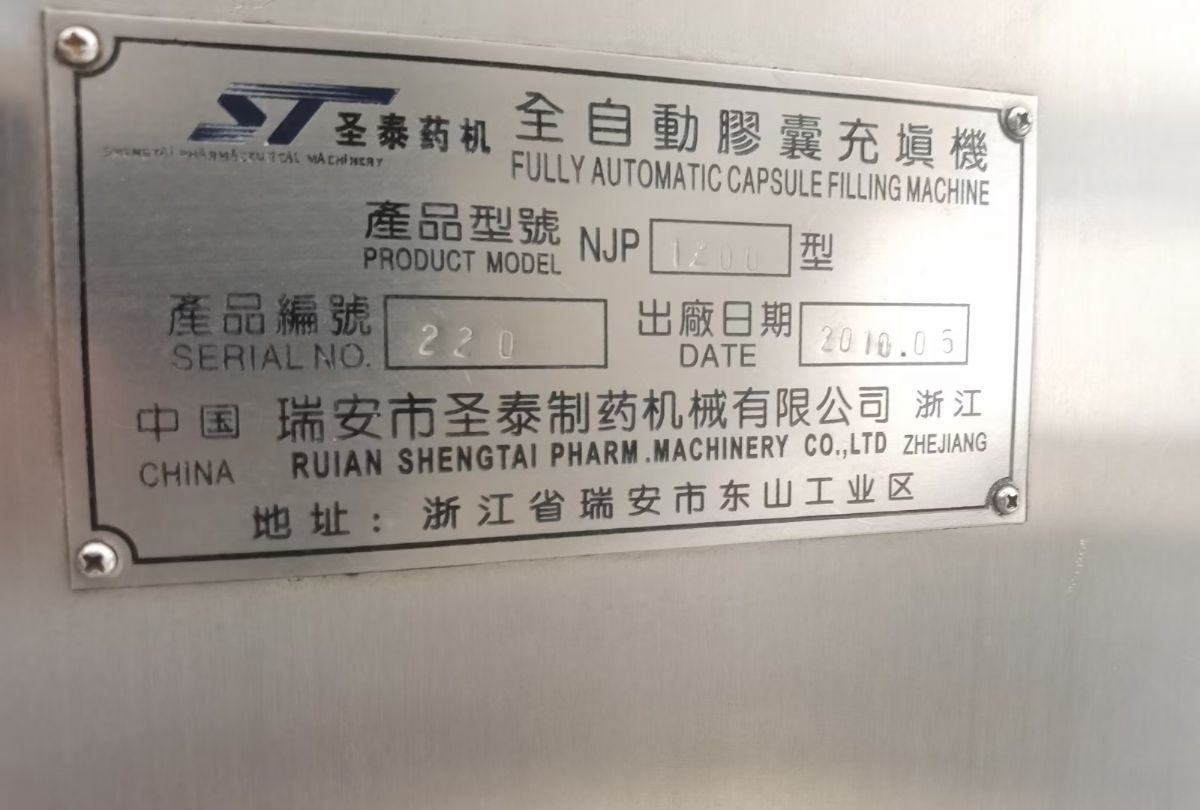 ST 圣泰药机
SHENGTAI PHARMACEUTICAL MACHINERY
全自動膠囊充填機
FULLY AUTOMATIC CAPSULE FILLING MACHINE
產品型號 NJP 1200 型
PRODUCT MODEL
產品編號 220 出廠日期 2010.05
SERIAL NO. DATE
中国 瑞安市圣泰制药机械有限公司 浙江
CHINA RUIAN SHENGTAI PHARM.MACHINERY CO.,LTD ZHEJIANG
地址：浙江省瑞安市东山工业区